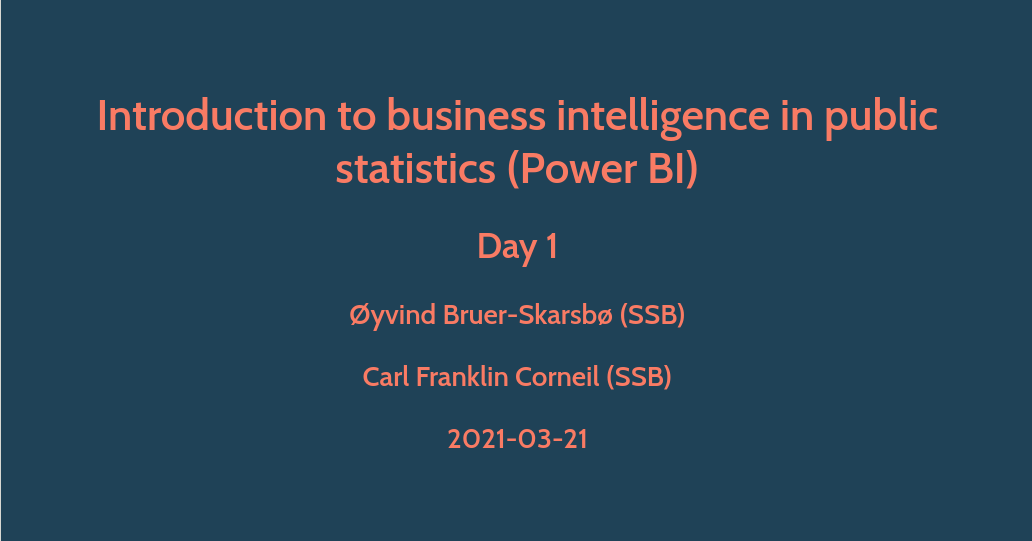 Introduction to business intelligence in public
statistics (Power BI)
Day 1
Øyvind Bruer-Skarsbø (SSB)
Carl Franklin Corneil (SSB)
2021-03-21